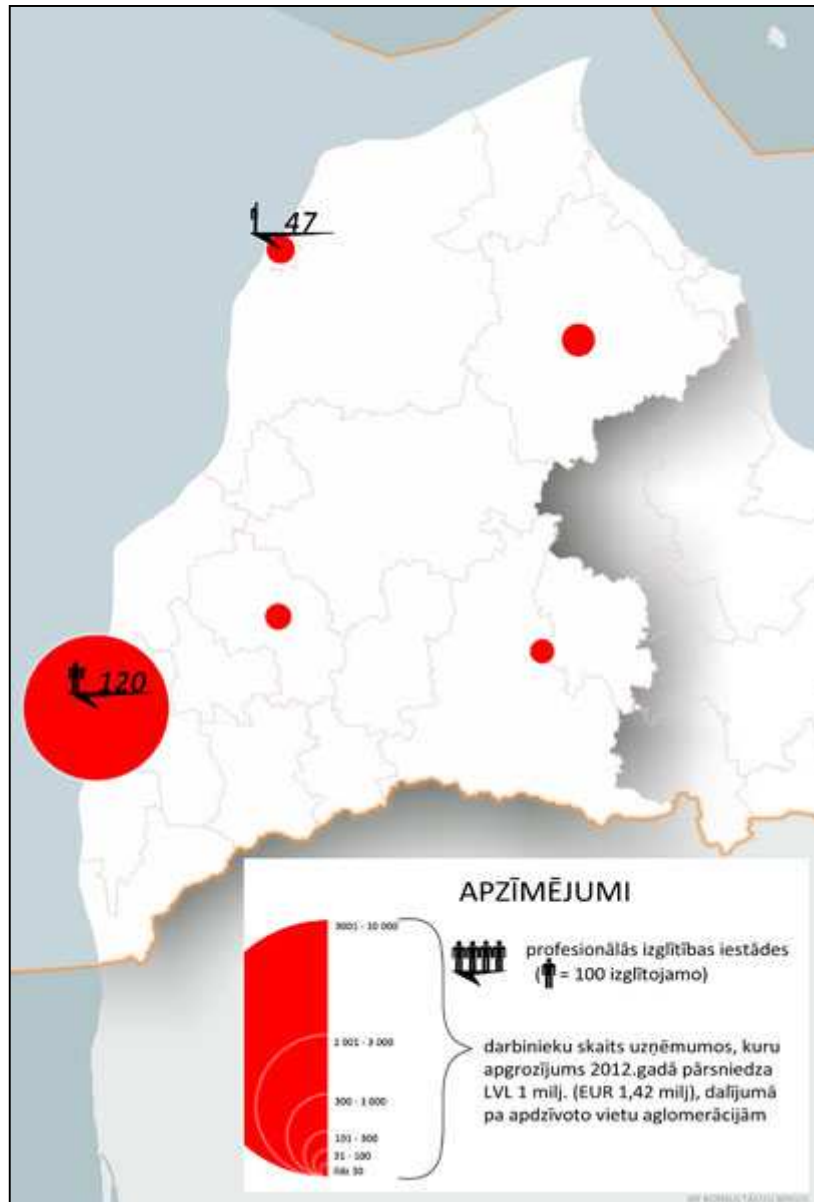 47
120
APZĪMĒJUMI
3001 - 10 000
1 001 - 3 000
300 - 1 000
101 - 300
31 - 100
līdz 30
profesionālās izglītības iestādes
(= 100 izglītojamo)
darbinieku skaits uzņēmumos, kuru
apgrozījums 2012.gadā pārsniedza
LVL 1 milj. (EUR 1,42 milj), dalījumā
pa apdzīvoto vietu aglomerācijām